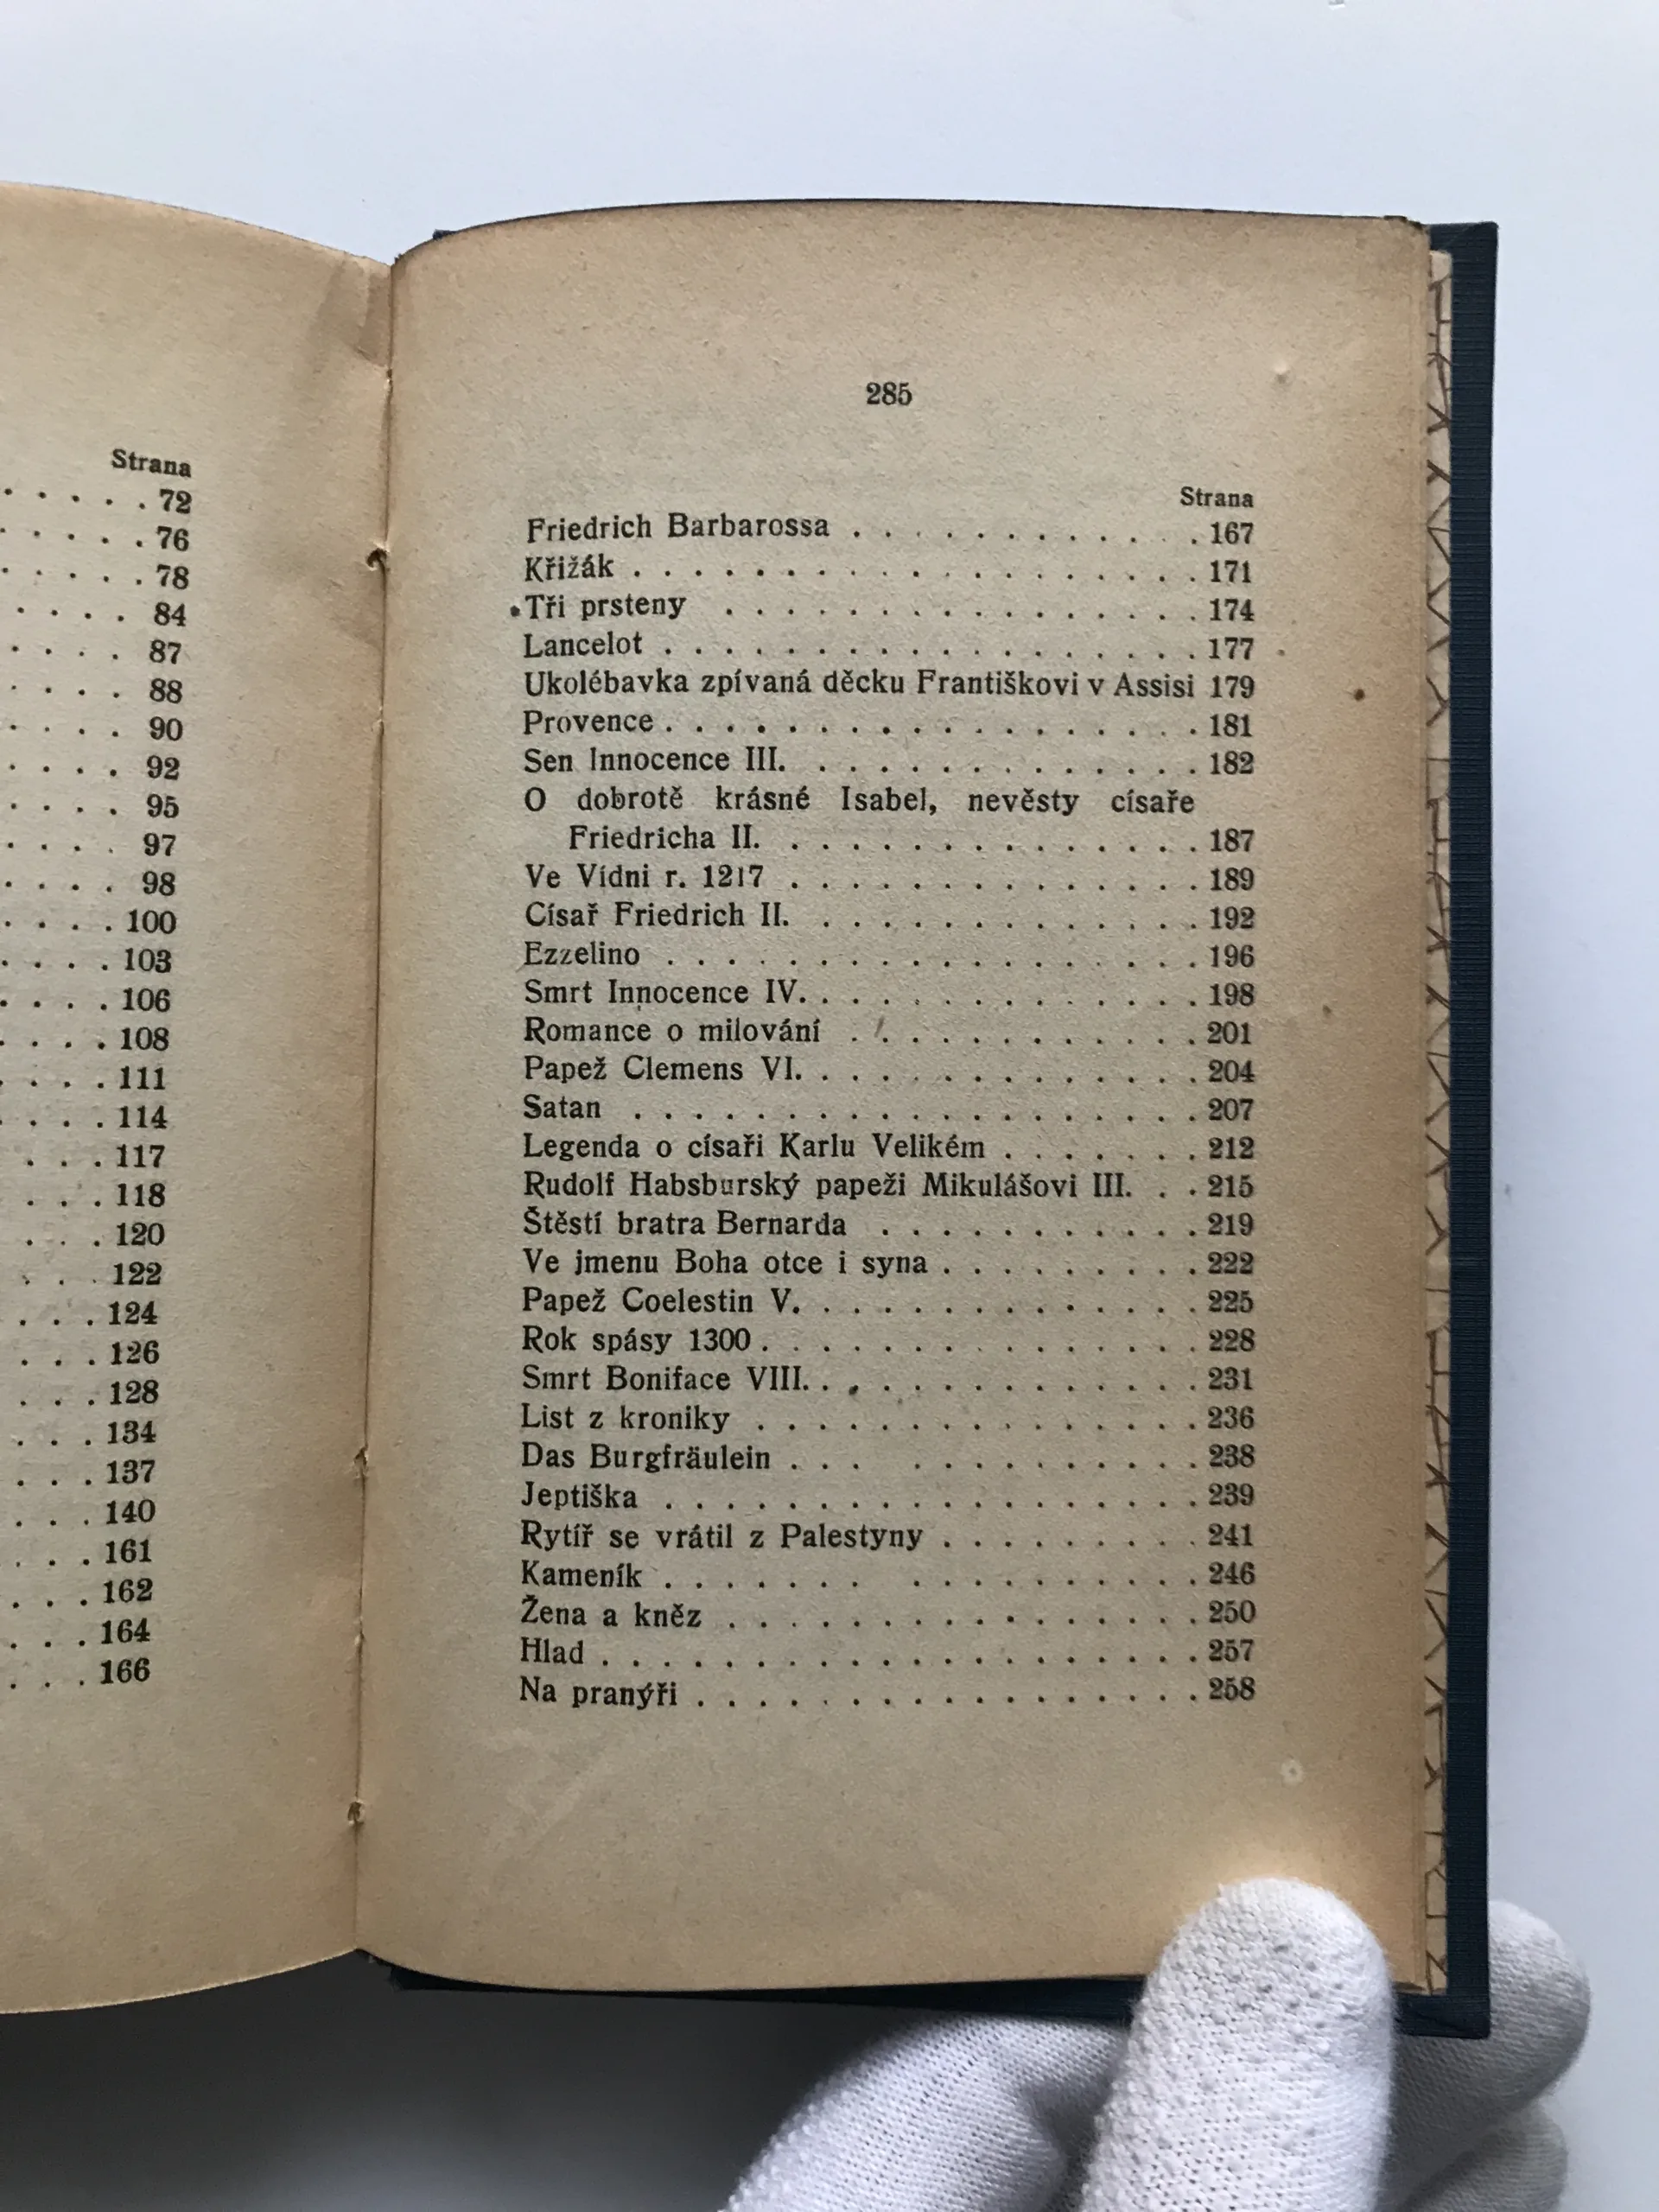 Strana
. . . . . 72
. . . . . 76
. . . . . 78
. . . . 84
. . . . 87
. . . . 88
. . . . 90
. . . . 92
. . . . 95
. . . . 97
. . . . 98
. . . . 100
. . . . 103
. . . . 106
. . . . 108
. . . . 111
. . . . 114
. . . 117
. . . 118
. . . 120
. . . 122
. . . 124
. . . 126
. . . 128
. . . 134
. . . 137
. . . 140
. . . 161
. . . 162
. . . 164
. . . 166
285
Strana
Friedrich Barbarossa . . . . . . . . . . . . 167
Křižák . . . . . . . . . . . . . . . . . . . 171
Tři prsteny . . . . . . . . . . . . . . . . 174
Lancelot . . . . . . . . . . . . . . . . . . 177
Ukolébavka zpívaná děcku Františkovi v Assisi 179
Provence . . . . . . . . . . . . . . . . . . 181
Sen Innocence III. . . . . . . . . . . . . . 182
O dobrotě krásné Isabel, nevěsty císaře
Friedricha II. . . . . . . . . . . . . . . 187
Ve Vídni r. 1217 . . . . . . . . . . . . . . 189
Císař Friedrich II. . . . . . . . . . . . . . 192
Ezzelino . . . . . . . . . . . . . . . . . . 196
Smrt Innocence IV. . . . . . . . . . . . . . 198
Romance o milování . . . . . . . . . . . . 201
Papež Clemens VI. . . . . . . . . . . . . . 204
Satan . . . . . . . . . . . . . . . . . . . 207
Legenda o císaři Karlu Velikém . . . . . . . 212
Rudolf Habsburský papeži Mikulášovi III. . . 215
Štěstí bratra Bernarda . . . . . . . . . . . 219
Ve jmenu Boha otce i syna . . . . . . . . . 222
Papež Coelestin V. . . . . . . . . . . . . . 225
Rok spásy 1300 . . . . . . . . . . . . . . . 228
Smrt Boniface VIII. . . . . . . . . . . . . . 231
List z kroniky . . . . . . . . . . . . . . . 236
Das Burgfräulein . . . . . . . . . . . . . 238
Jeptiška . . . . . . . . . . . . . . . . . . 239
Rytíř se vrátil z Palestyny . . . . . . . . . 241
Kameník . . . . . . . . . . . . . . . . . 246
Žena a kněz . . . . . . . . . . . . . . . . 250
Hlad . . . . . . . . . . . . . . . . . . . . 257
Na pranýři . . . . . . . . . . . . . . . . . 258